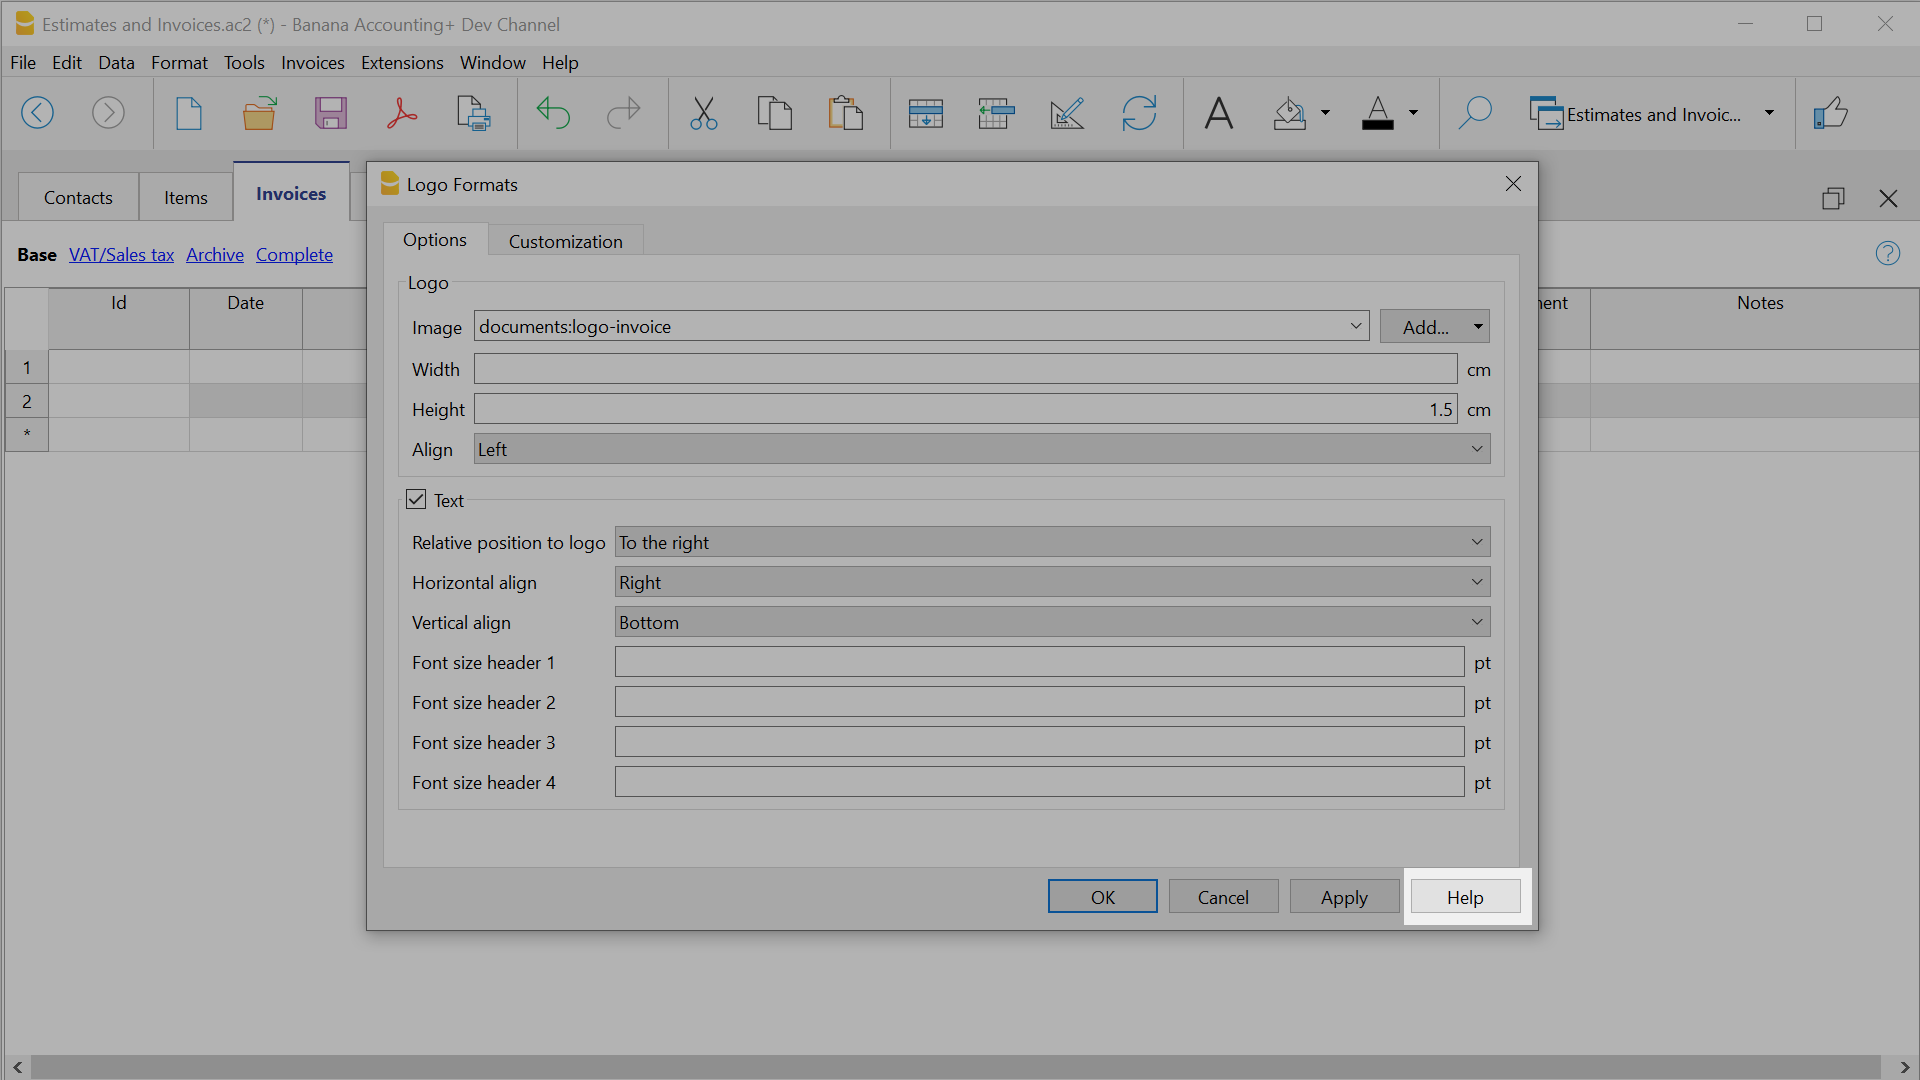 Estimates and Invoices.ac2 (*) - Banana Accounting+ Dev Channel
File Edit Data Format Tools Invoices Extensions Window Help
Estimates and Invoic...
Contacts Items Invoices
Logo Formats
Options Customization
Base VAT/Sales tax Archive Complete
Logo
Id Date Notes
Image documents:logo-invoice Add...
1
Width cm
2
Height 1.5 cm
*
Align Left
Text
Relative position to logo To the right
Horizontal align Right
Vertical align Bottom
Font size header 1 pt
Font size header 2 pt
Font size header 3 pt
Font size header 4 pt
OK Cancel Apply Help